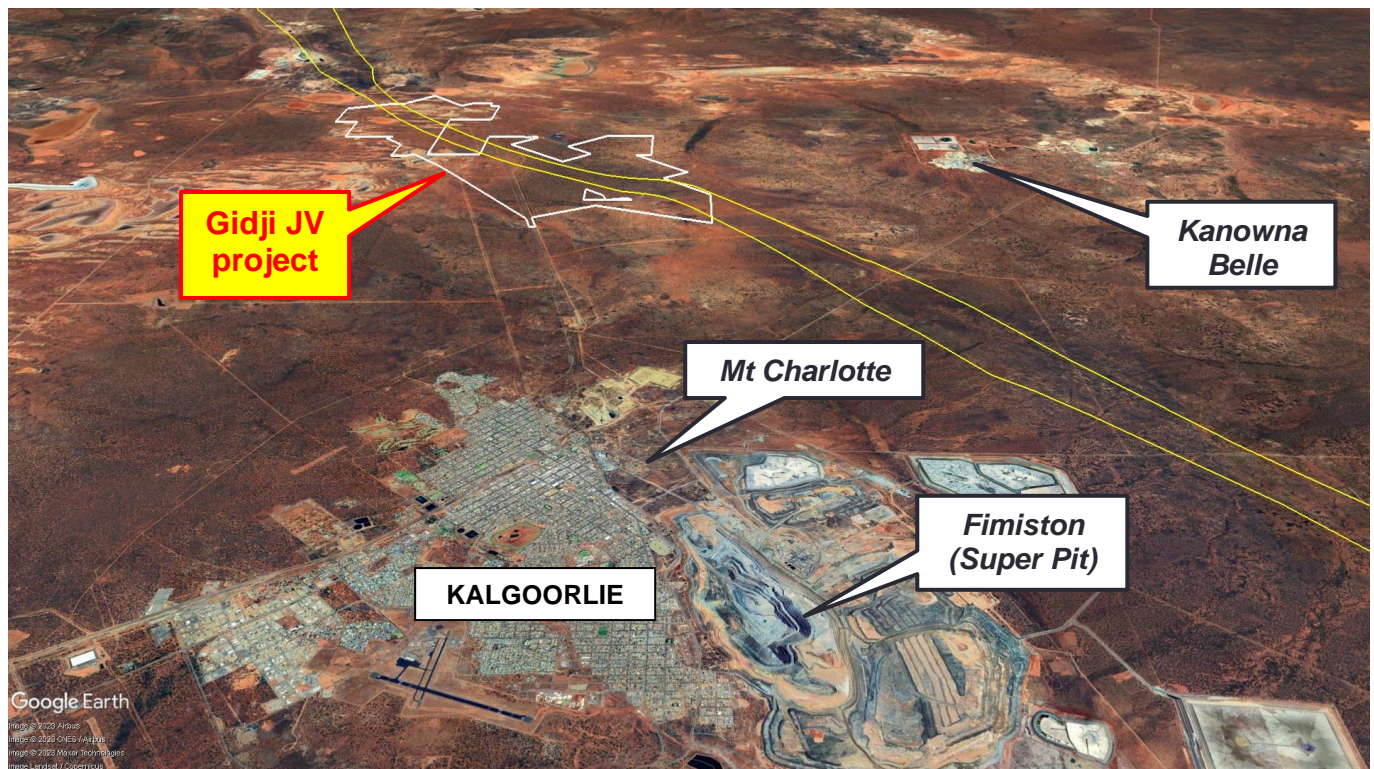 Gidji JV
project
Kanowna
Belle
Mt Charlotte
Fimiston
(Super Pit)
KALGOORLIE
Google Earth
Image © 2023 Airbus
Image © 2023 CNES / Airbus
Image © 2023 Maxar Technologies
Image Landsat / Copernicus